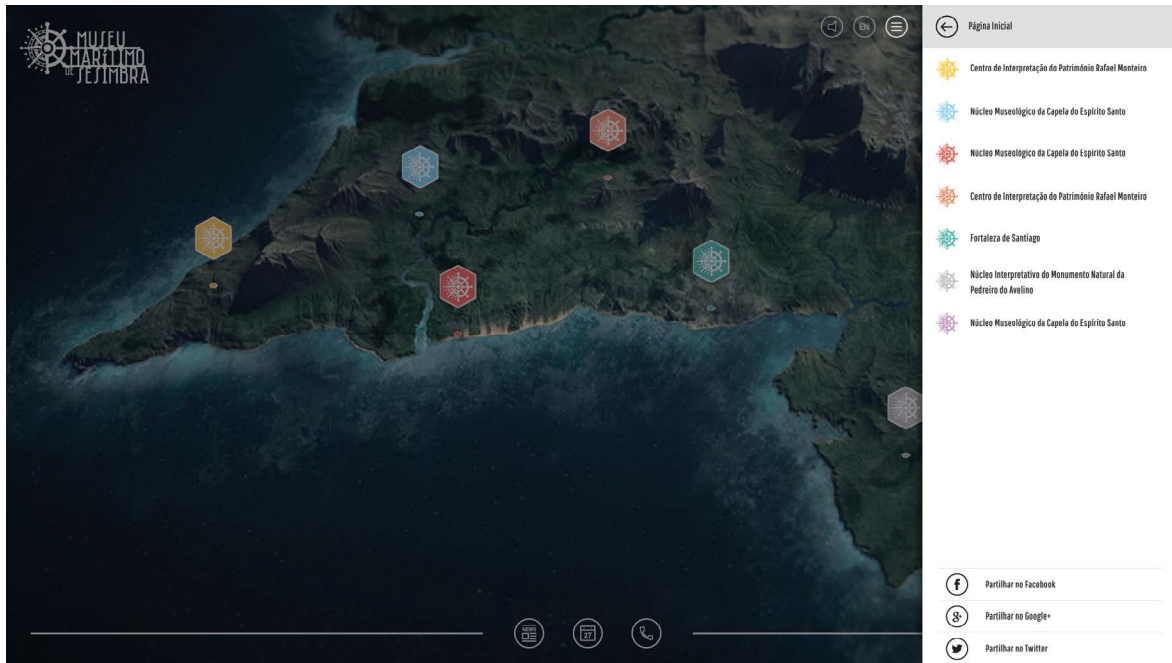 MUSEU
MARÍTIMO
DE SESIMBRA
EN
Página Inicial
Centro de Interpretação do Património Rafael Monteiro
Núcleo Museológico da Capela do Espírito Santo
Núcleo Museológico da Capela do Espírito Santo
Centro de Interpretação do Património Rafael Monteiro
Fortaleza de Santiago
Núcleo Interpretativo do Monumento Natural da
Pedreiro do Avelino
Núcleo Museológico da Capela do Espírito Santo
NEWS
27
Partilhar no Facebook
Partilhar no Google+
Partilhar no Twitter